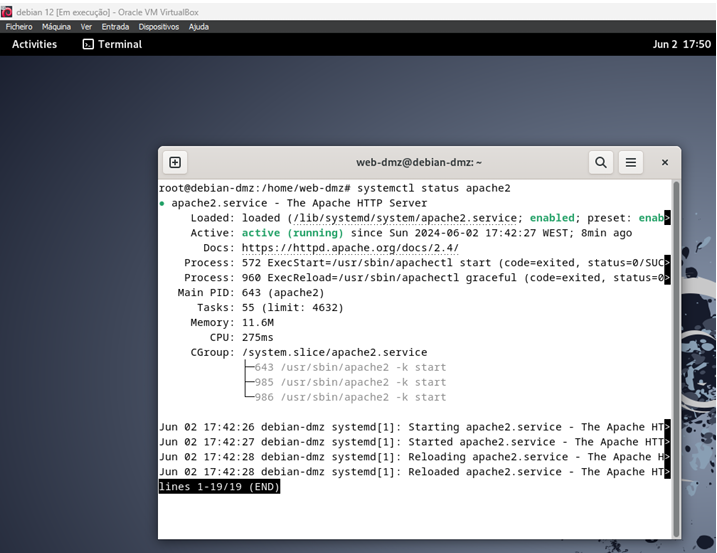 debian 12 [Em execução] - Oracle VM VirtualBox
Ficheiro Máquina Ver Entrada Dispositivos Ajuda
Activities Terminal Jun 2 17:50
web-dmz@debian-dmz: ~
root@debian-dmz:/home/web-dmz# systemctl status apache2
● apache2.service - The Apache HTTP Server
Loaded: loaded (/lib/systemd/system/apache2.service; enabled; preset: enab>
Active: active (running) since Sun 2024-06-02 17:42:27 WEST; 8min ago
Docs: https://httpd.apache.org/docs/2.4/
Process: 572 ExecStart=/usr/sbin/apachectl start (code=exited, status=0/SUC>
Process: 960 ExecReload=/usr/sbin/apachectl graceful (code=exited, status=0>
Main PID: 643 (apache2)
Tasks: 55 (limit: 4632)
Memory: 11.6M
CPU: 275ms
CGroup: /system.slice/apache2.service
├─643 /usr/sbin/apache2 -k start
├─985 /usr/sbin/apache2 -k start
└─986 /usr/sbin/apache2 -k start
Jun 02 17:42:26 debian-dmz systemd[1]: Starting apache2.service - The Apache HT>
Jun 02 17:42:27 debian-dmz systemd[1]: Started apache2.service - The Apache HTT>
Jun 02 17:42:28 debian-dmz systemd[1]: Reloading apache2.service - The Apache H>
Jun 02 17:42:28 debian-dmz systemd[1]: Reloaded apache2.service - The Apache HT>
lines 1-19/19 (END)